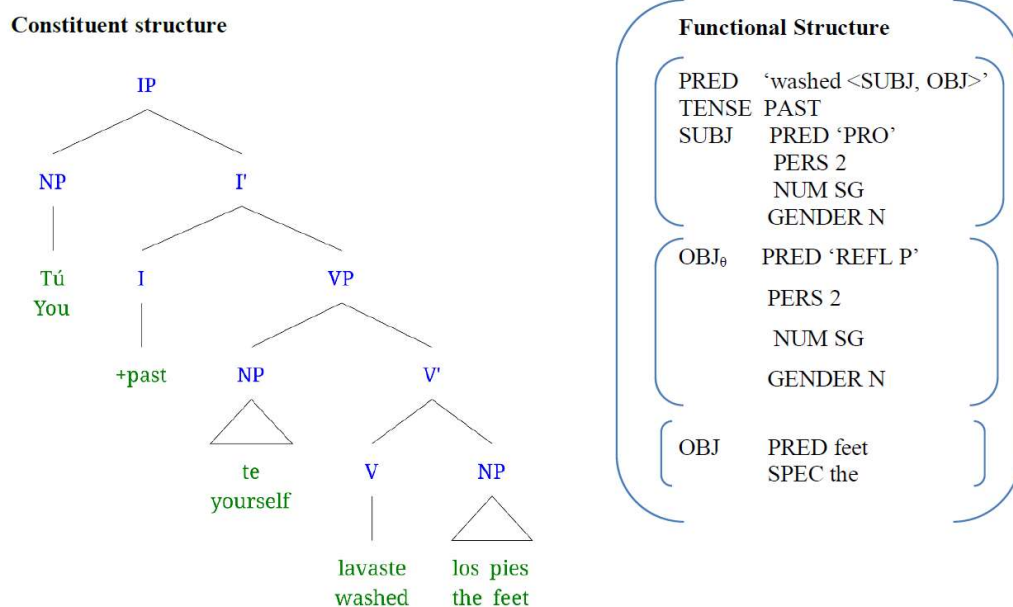 Constituent structure
IP
NP I'
Tú I VP
You
+past NP V'
te V NP
yourself
lavaste los pies
washed the feet
Functional Structure
PRED ‘washed <SUBJ, OBJ>’
TENSE PAST
SUBJ PRED ‘PRO’
PERS 2
NUM SG
GENDER N
OBJθ PRED ‘REFL P’
PERS 2
NUM SG
GENDER N
OBJ PRED feet
SPEC the